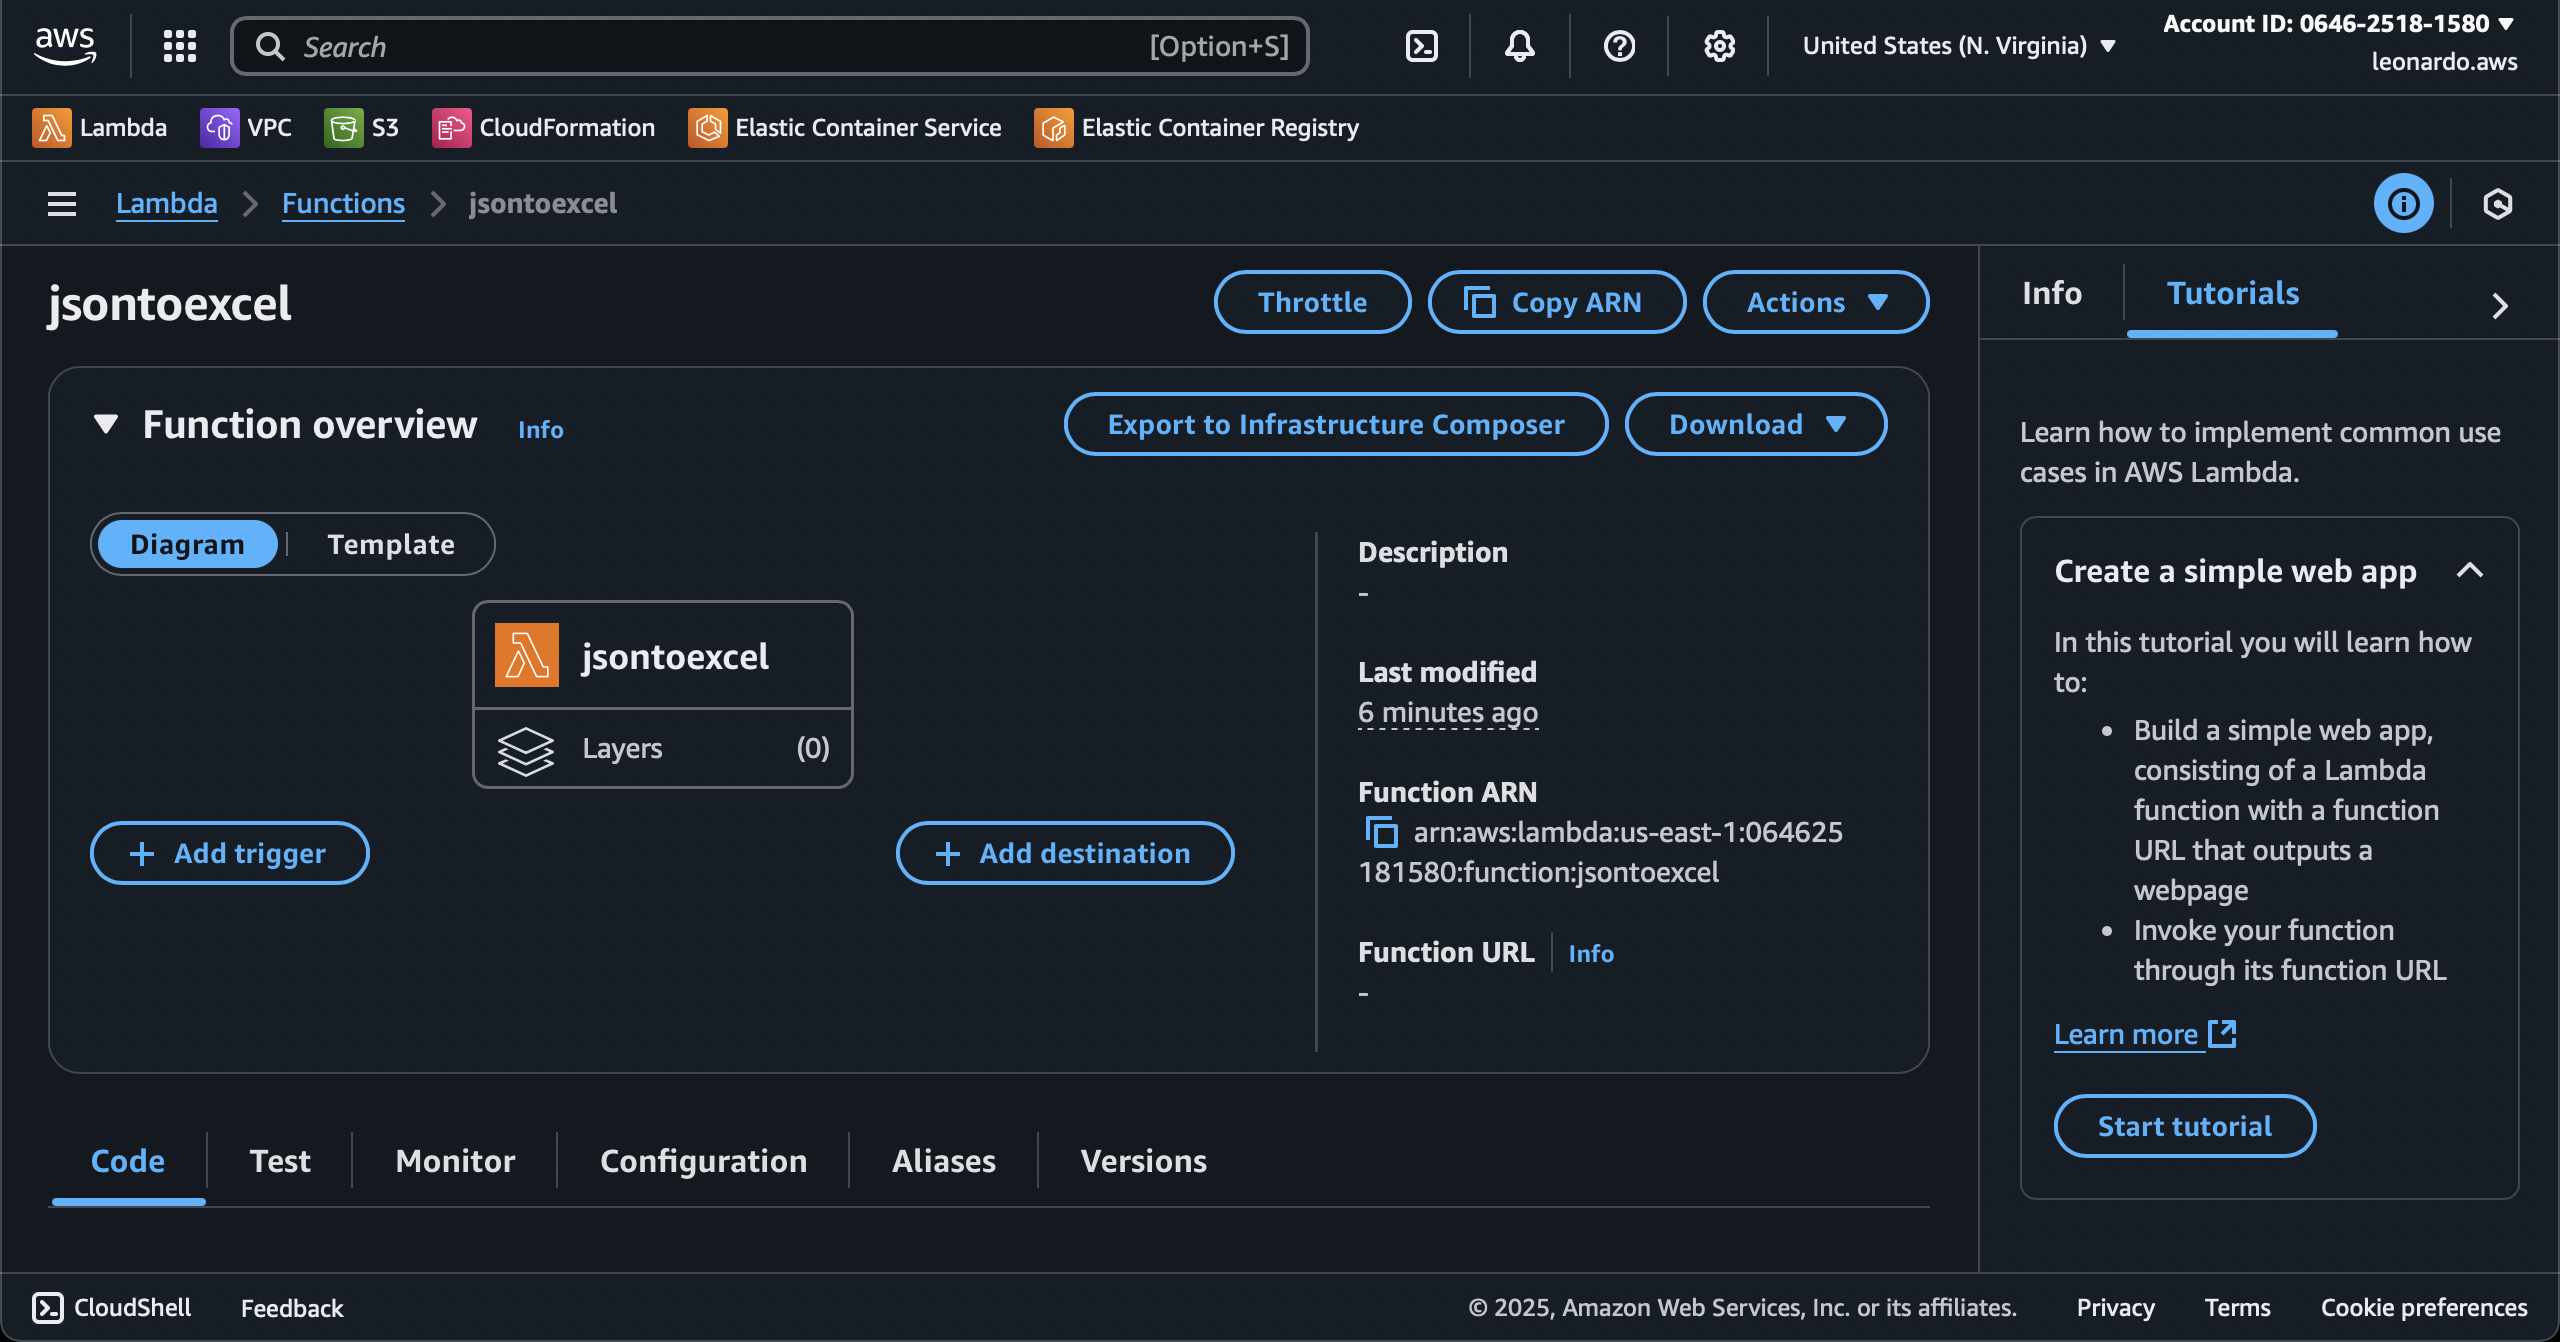 aws
Search [Option+S]
United States (N. Virginia)
Account ID: 0646-2518-1580
leonardo.aws
Lambda VPC S3 CloudFormation Elastic Container Service Elastic Container Registry
Lambda Functions jsontoexcel
jsontoexcel
Throttle Copy ARN Actions
Function overview Info
Export to Infrastructure Composer Download
Diagram Template
jsontoexcel
Layers (0)
+ Add trigger
+ Add destination
Description
-
Last modified
6 minutes ago
Function ARN
arn:aws:lambda:us-east-1:064625
181580:function:jsontoexcel
Function URL Info
-
Code Test Monitor Configuration Aliases Versions
Info Tutorials
Learn how to implement common use
cases in AWS Lambda.
Create a simple web app
In this tutorial you will learn how
to:
• Build a simple web app,
consisting of a Lambda
function with a function
URL that outputs a
webpage
• Invoke your function
through its function URL
Learn more
Start tutorial
CloudShell Feedback
© 2025, Amazon Web Services, Inc. or its affiliates. Privacy Terms Cookie preferences